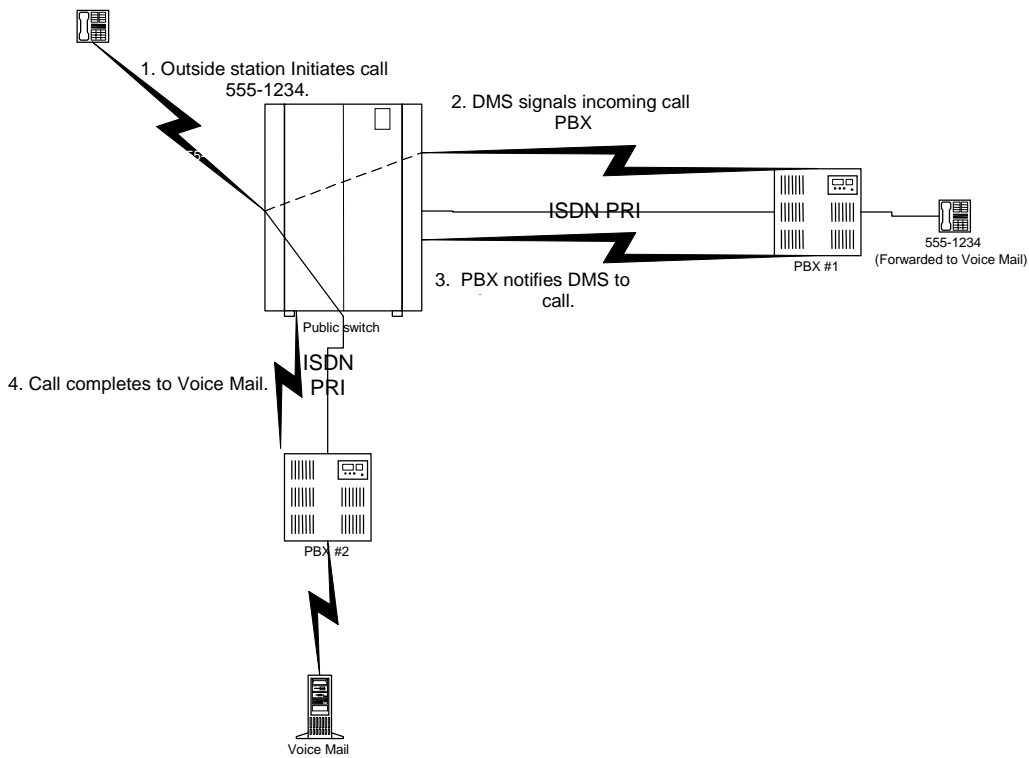 1. Outside station Initiates call
555-1234.
2. DMS signals incoming call
PBX
ISDN PRI
555-1234
(Forwarded to Voice Mail)
PBX #1
3. PBX notifies DMS to
call.
Public switch
ISDN
PRI
4. Call completes to Voice Mail.
PBX #2
Voice Mail